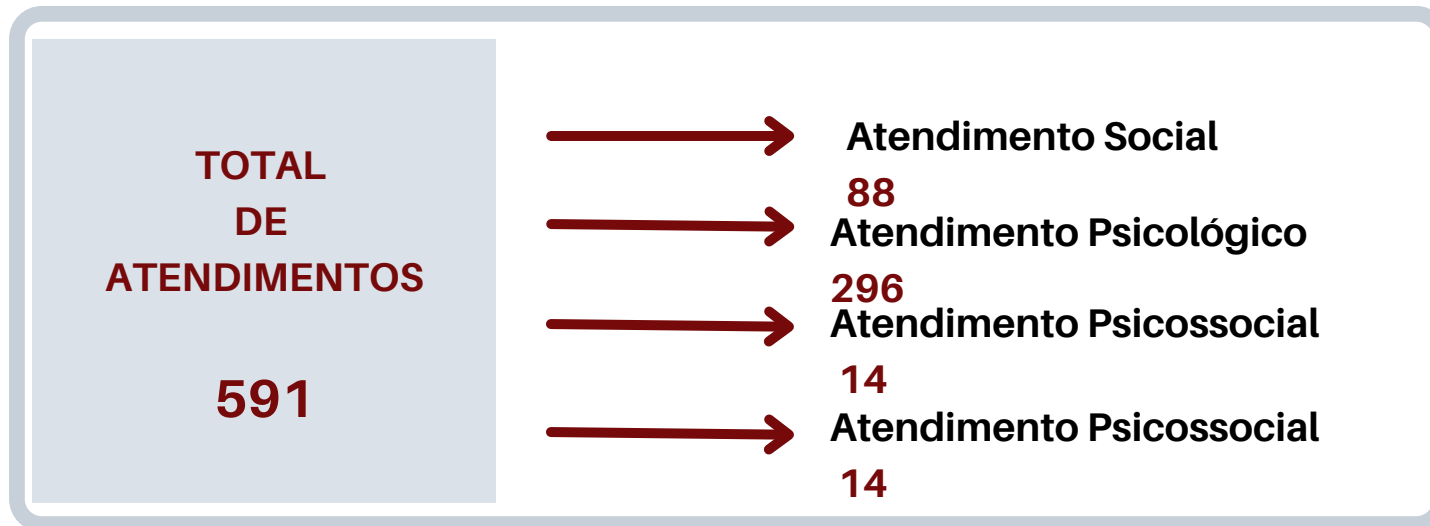 TOTAL
DE
ATENDIMENTOS
591
Atendimento Social
88
Atendimento Psicológico
296
Atendimento Psicossocial
14
Atendimento Psicossocial
14